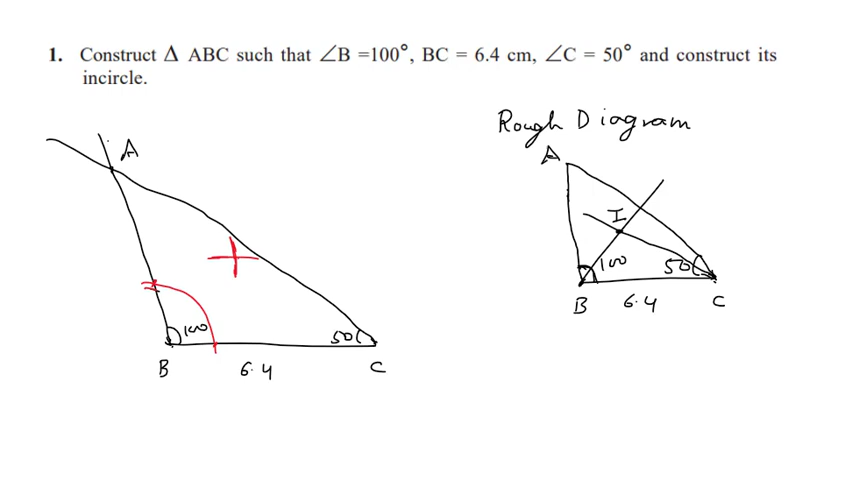 1. Construct Δ ABC such that ∠B =100°, BC = 6.4 cm, ∠C = 50° and construct its
incircle.
Rough Diagram
A
100
50
B
6.4
C
A
I
100
50
B
6.4
C